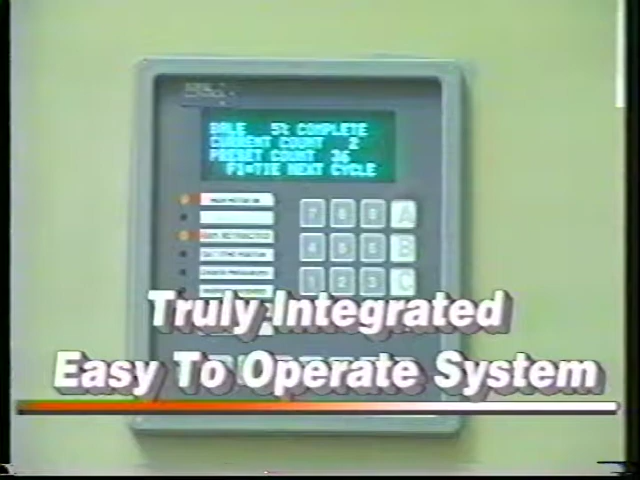 BALE 5% COMPLETE
CURRENT COUNT 2
PRESET COUNT 36
F1=TIE NEXT CYCLE
7 8 9 A
4 5 6 B
1 2 3 C
Truly Integrated
Easy To Operate System